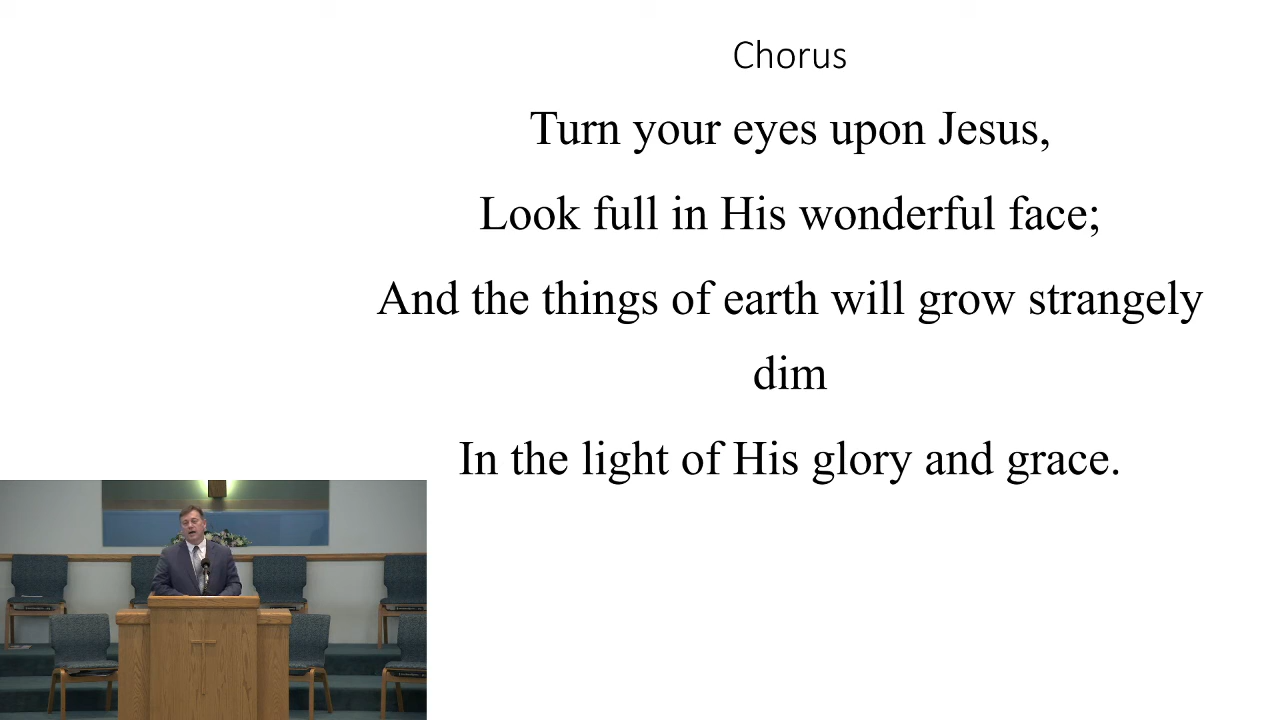 Chorus
Turn your eyes upon Jesus,
Look full in His wonderful face;
And the things of earth will grow strangely
dim
In the light of His glory and grace.